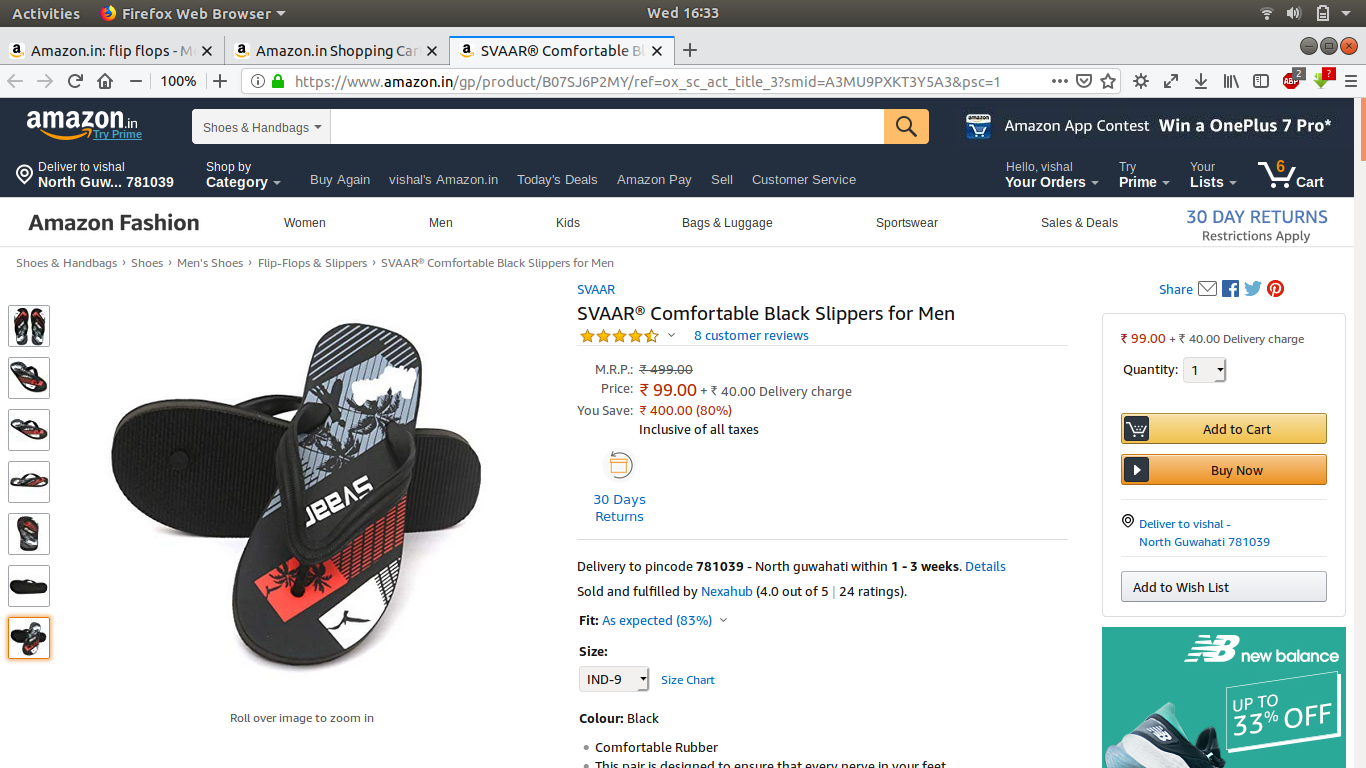 Activities Firefox Web Browser Wed 16:33
Amazon.in: flip flops - Me
Amazon.in Shopping Car
SVAAR® Comfortable Bl
100% https://www.amazon.in/gp/product/B07SJ6P2MY/ref=ox_sc_act_title_3?smid=A3MU9PXKT3Y5A3&psc=1 ABP 2 ?
amazon.in
Try Prime
Shoes & Handbags
amazon
Amazon App Contest Win a OnePlus 7 Pro*
Deliver to vishal
North Guw... 781039
Shop by
Category
Buy Again vishal's Amazon.in Today's Deals Amazon Pay Sell Customer Service
Hello, vishal
Your Orders
Try
Prime
Your
Lists
6
Cart
Amazon Fashion Women Men Kids Bags & Luggage Sportswear Sales & Deals
30 DAY RETURNS
Restrictions Apply
Shoes & Handbags › Shoes › Men's Shoes › Flip-Flops & Slippers › SVAAR® Comfortable Black Slippers for Men
svaar
Roll over image to zoom in
SVAAR
SVAAR® Comfortable Black Slippers for Men
8 customer reviews
M.R.P.: ₹ 499.00
Price: ₹ 99.00 + ₹ 40.00 Delivery charge
You Save: ₹ 400.00 (80%)
Inclusive of all taxes
30 Days
Returns
Delivery to pincode 781039 - North guwahati within 1 - 3 weeks. Details
Sold and fulfilled by Nexahub (4.0 out of 5 | 24 ratings).
Fit: As expected (83%)
Size:
IND-9 Size Chart
Colour: Black
Comfortable Rubber
This pair is designed to ensure that every nerve in your feet
Share
₹ 99.00 + ₹ 40.00 Delivery charge
Quantity: 1
Add to Cart
Buy Now
Deliver to vishal -
North Guwahati 781039
Add to Wish List
new balance
UP TO
33% OFF